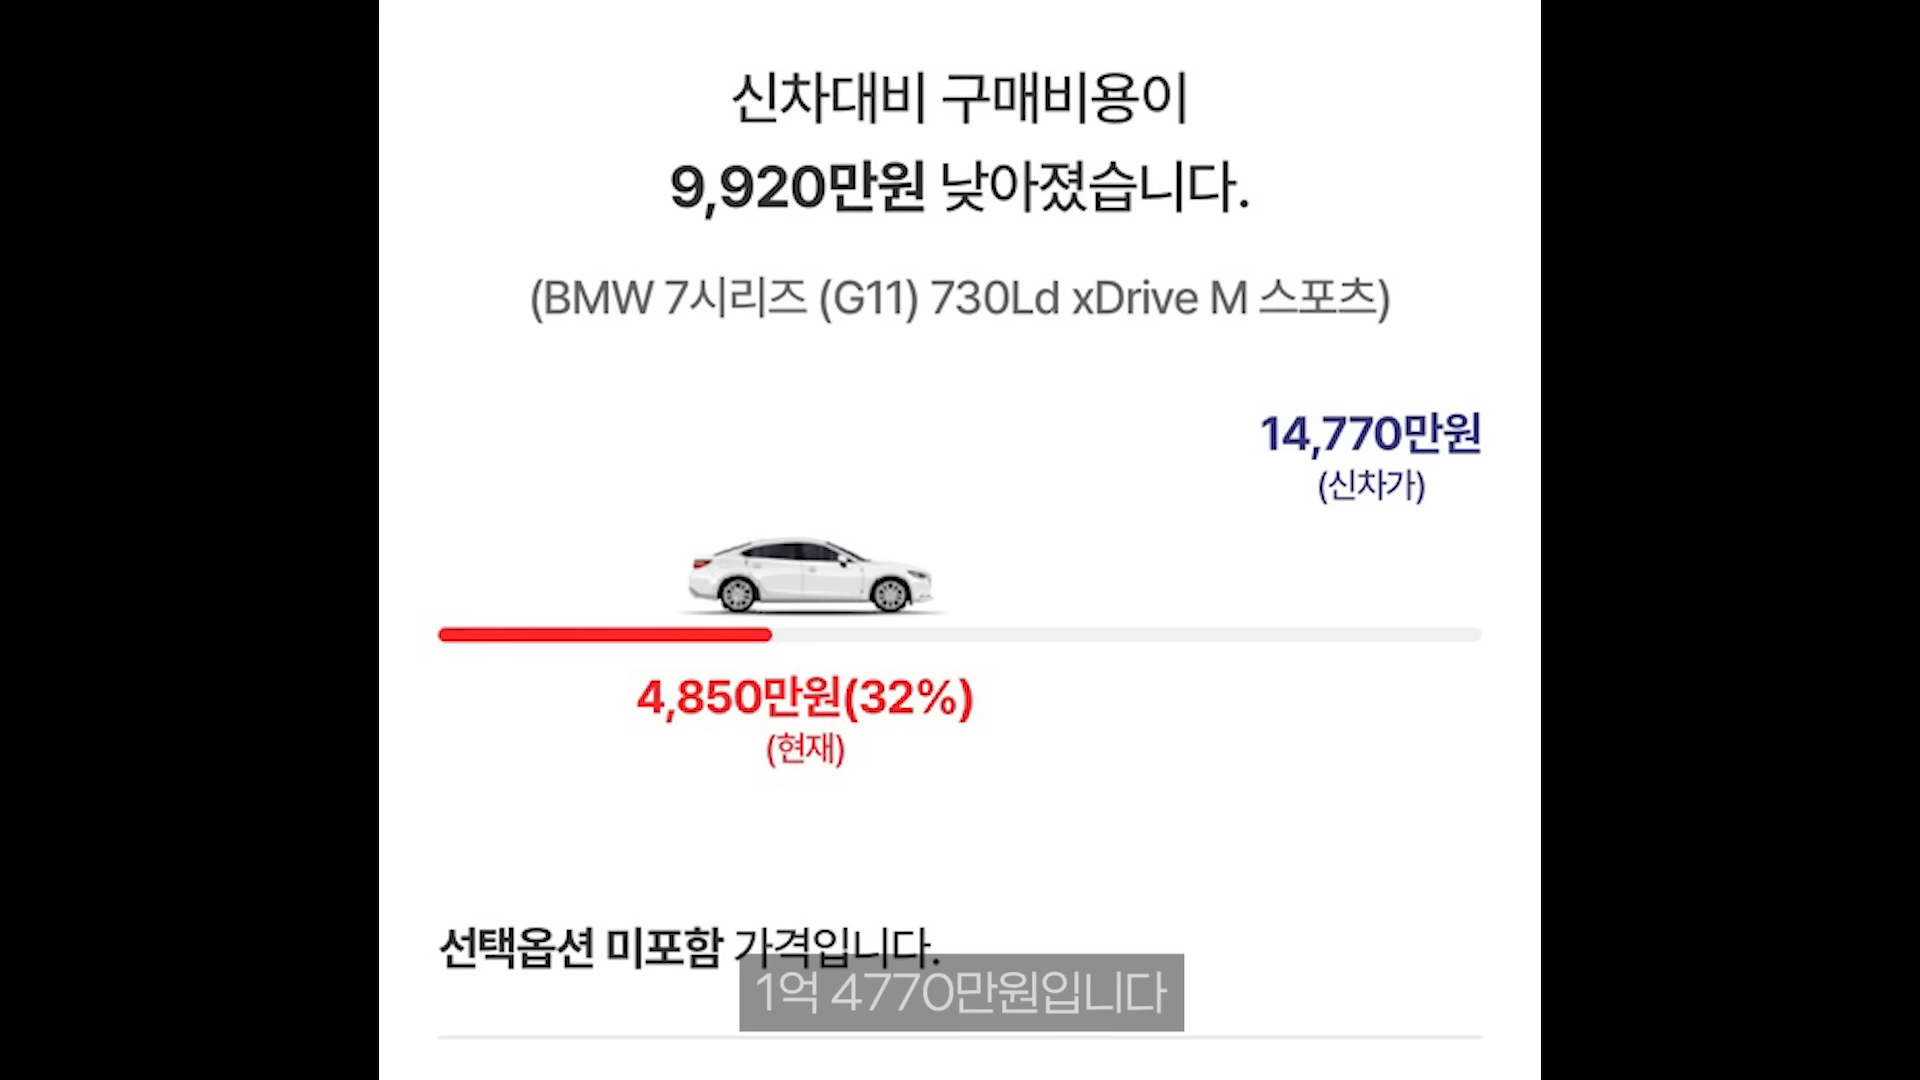 신차대비 구매비용이
9,920만원 낮아졌습니다.
(BMW 7시리즈 (G11) 730Ld xDrive M 스포츠)
14,770만원
(신차가)
4,850만원(32%)
(현재)
선택옵션 미포함 가격입니다.
1억 4770만원입니다